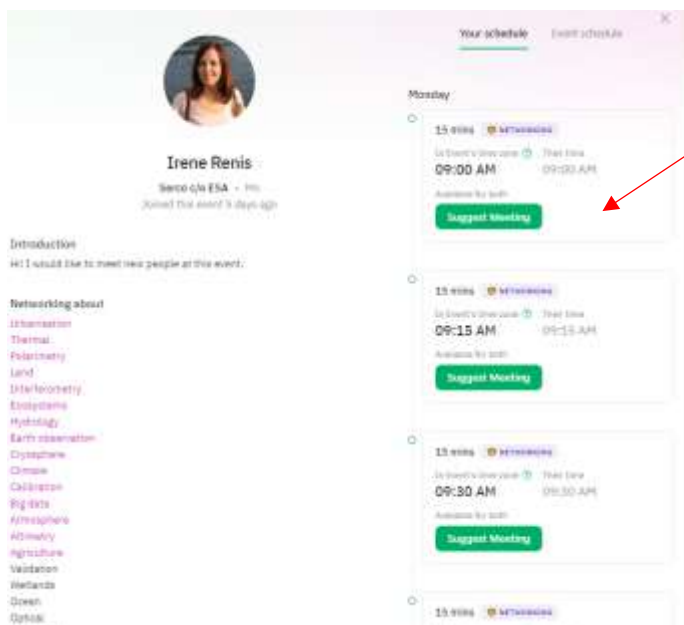 Your schedule
Event schedule
Irene Renis
Serco c/o ESA - Ms
Joined this event 5 days ago
Introduction
Hi! I would like to meet new people at this event.
Networking about
Urbanisation
Thermal
Polarimetry
Land
Interferometry
Ecosystems
Hydrology
Earth observation
Cryosphere
Climate
Calibration
Big data
Atmosphere
Altimetry
Agriculture
Validation
Wetlands
Ocean
Optical
Monday
15 mins NETWORKING
In Event's time zone Their time
09:00 AM 09:00 AM
Available for both
Suggest Meeting
15 mins NETWORKING
In Event's time zone Their time
09:15 AM 09:15 AM
Available for both
Suggest Meeting
15 mins NETWORKING
In Event's time zone Their time
09:30 AM 09:30 AM
Available for both
Suggest Meeting
15 mins NETWORKING